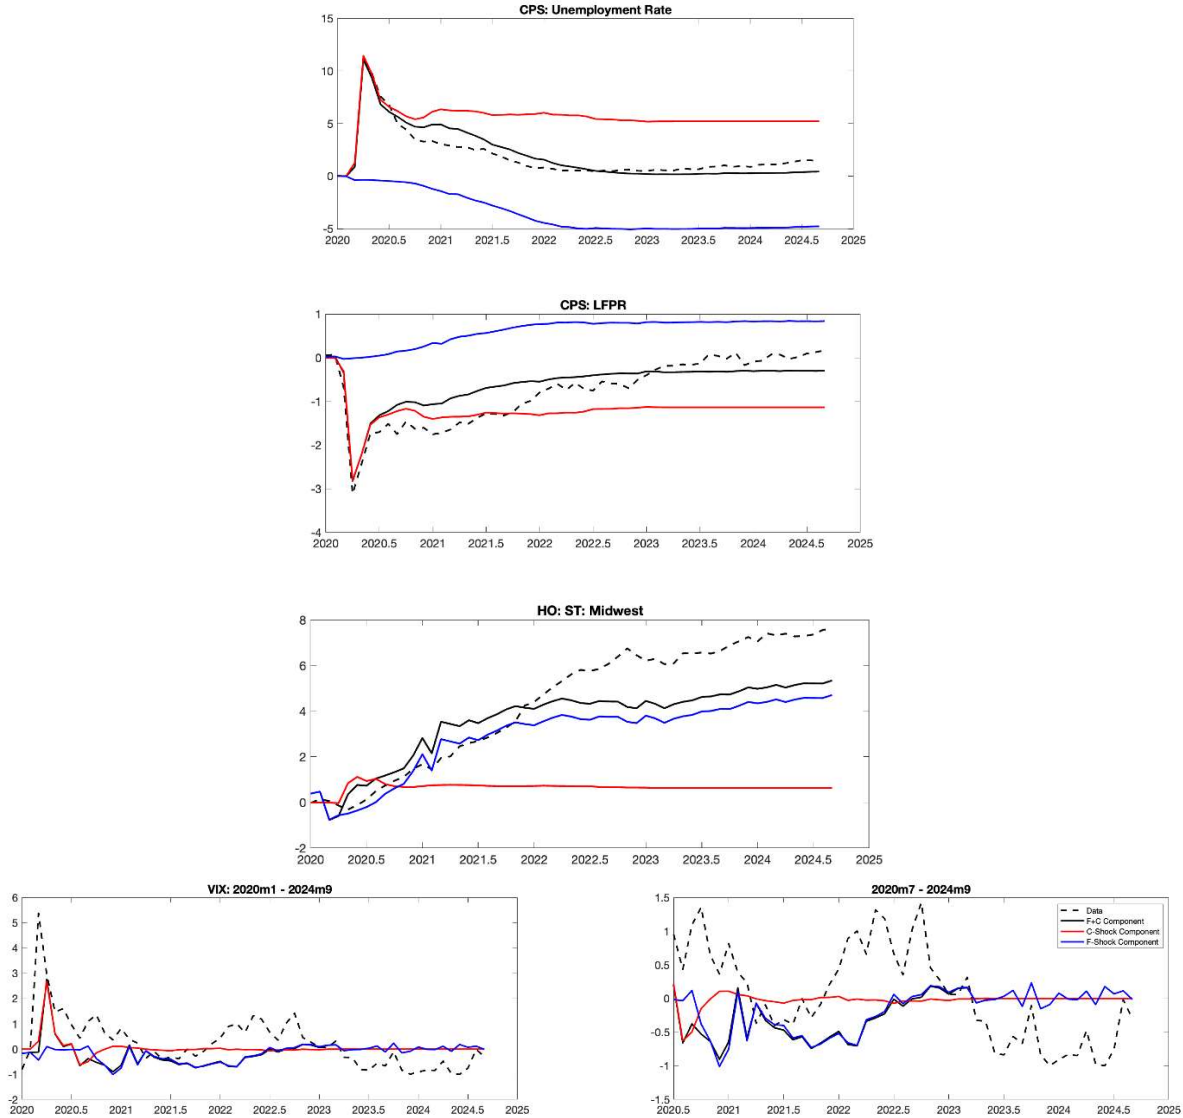 CPS: Unemployment Rate
15
10
5
0
-5
2020 2020.5 2021 2021.5 2022 2022.5 2023 2023.5 2024 2024.5 2025
CPS: LFPR
1
0
-1
-2
-3
-4
2020 2020.5 2021 2021.5 2022 2022.5 2023 2023.5 2024 2024.5 2025
HO: ST: Midwest
8
6
4
2
0
-2
2020 2020.5 2021 2021.5 2022 2022.5 2023 2023.5 2024 2024.5 2025
VIX: 2020m1 - 2024m9
6
5
4
3
2
1
0
-1
-2
2020 2020.5 2021 2021.5 2022 2022.5 2023 2023.5 2024 2024.5 2025
2020m7 - 2024m9
1.5
1
0.5
0
-0.5
-1
-1.5
2020.5 2021 2021.5 2022 2022.5 2023 2023.5 2024 2024.5 2025
Data
F+C Component
C-Shock Component
F-Shock Component